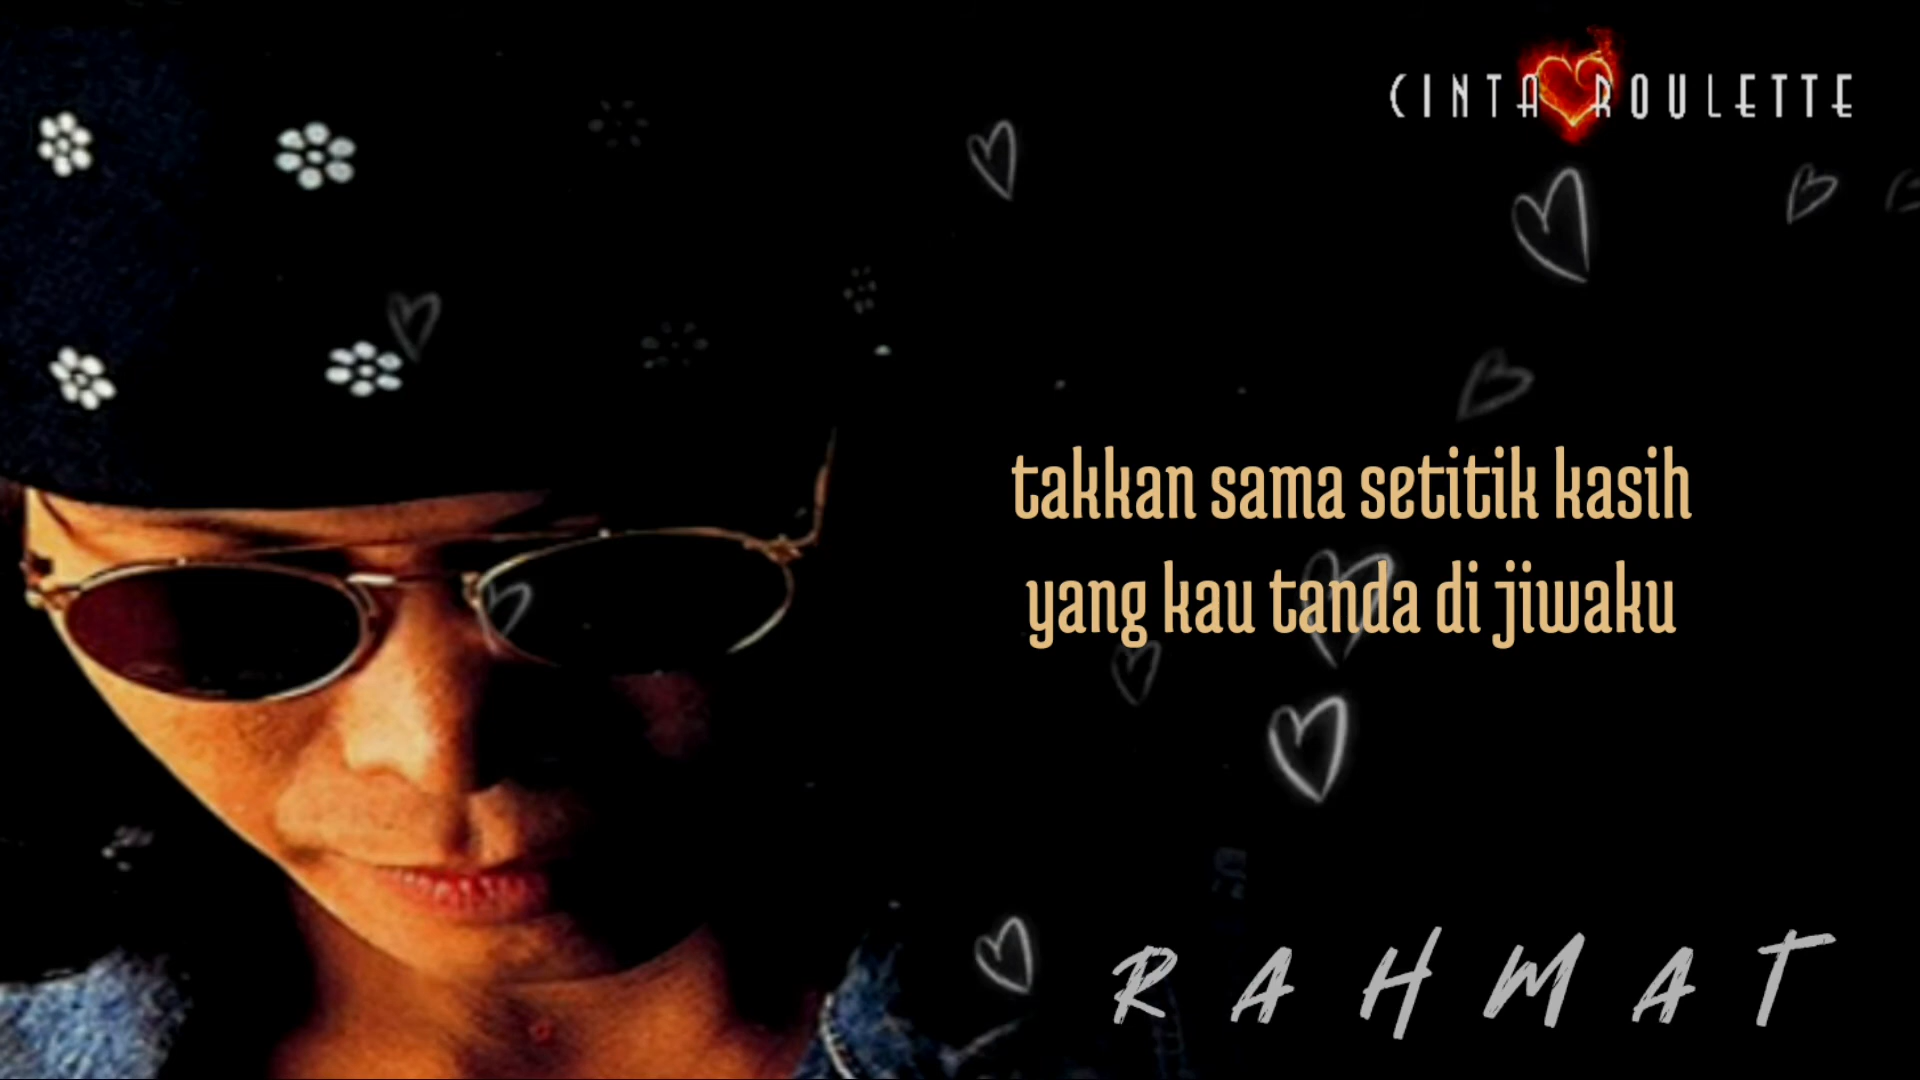 CINTA ROULETTE
takkan sama setitik kasih
yang kau tanda di jiwaku
RAHMAT